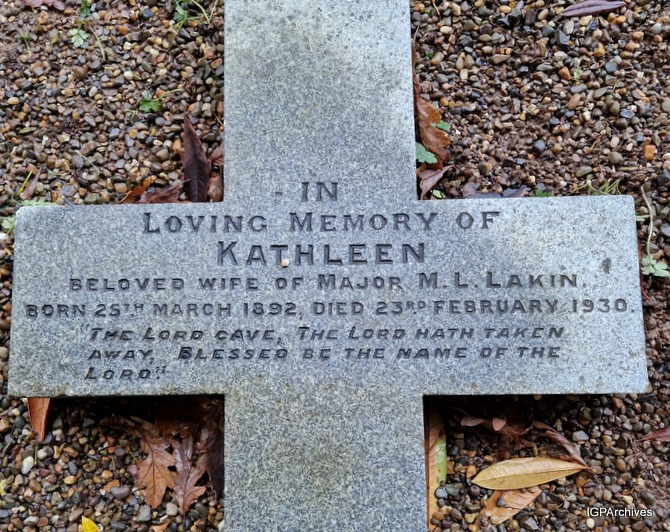 IN
LOVING MEMORY OF
KATHLEEN
BELOVED WIFE OF MAJOR M.L. LAKIN.
BORN 25TH MARCH 1892, DIED 23RD FEBRUARY 1930.
"THE LORD GAVE, THE LORD HATH TAKEN
AWAY, BLESSED BE THE NAME OF THE
LORD."
IGPArchives